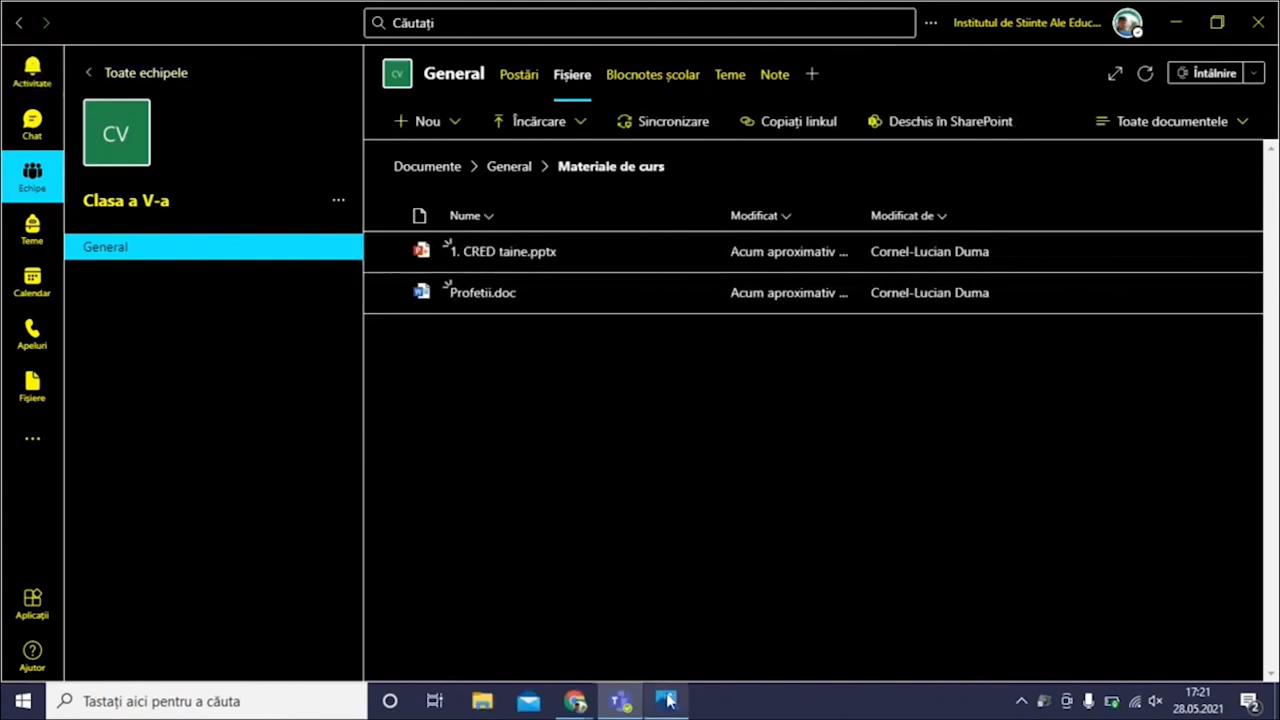 Căutați
Institutul de Stiinte Ale Educ...
Activitate
Chat
Echipe
Teme
Calendar
Apeluri
Fișiere
Aplicații
Ajutor
Toate echipele
CV
Clasa a V-a
General
CV
General
Postări
Fișiere
Blocnotes școlar
Teme
Note
Întâlnire
Nou
Încărcare
Sincronizare
Copiați linkul
Deschis în SharePoint
Toate documentele
Documente > General > Materiale de curs
Nume
Modificat
Modificat de
1. CRED taine.pptx
Acum aproximativ ...
Cornel-Lucian Duma
Profetii.doc
Acum aproximativ ...
Cornel-Lucian Duma
Tastați aici pentru a căuta
17:21
28.05.2021
2